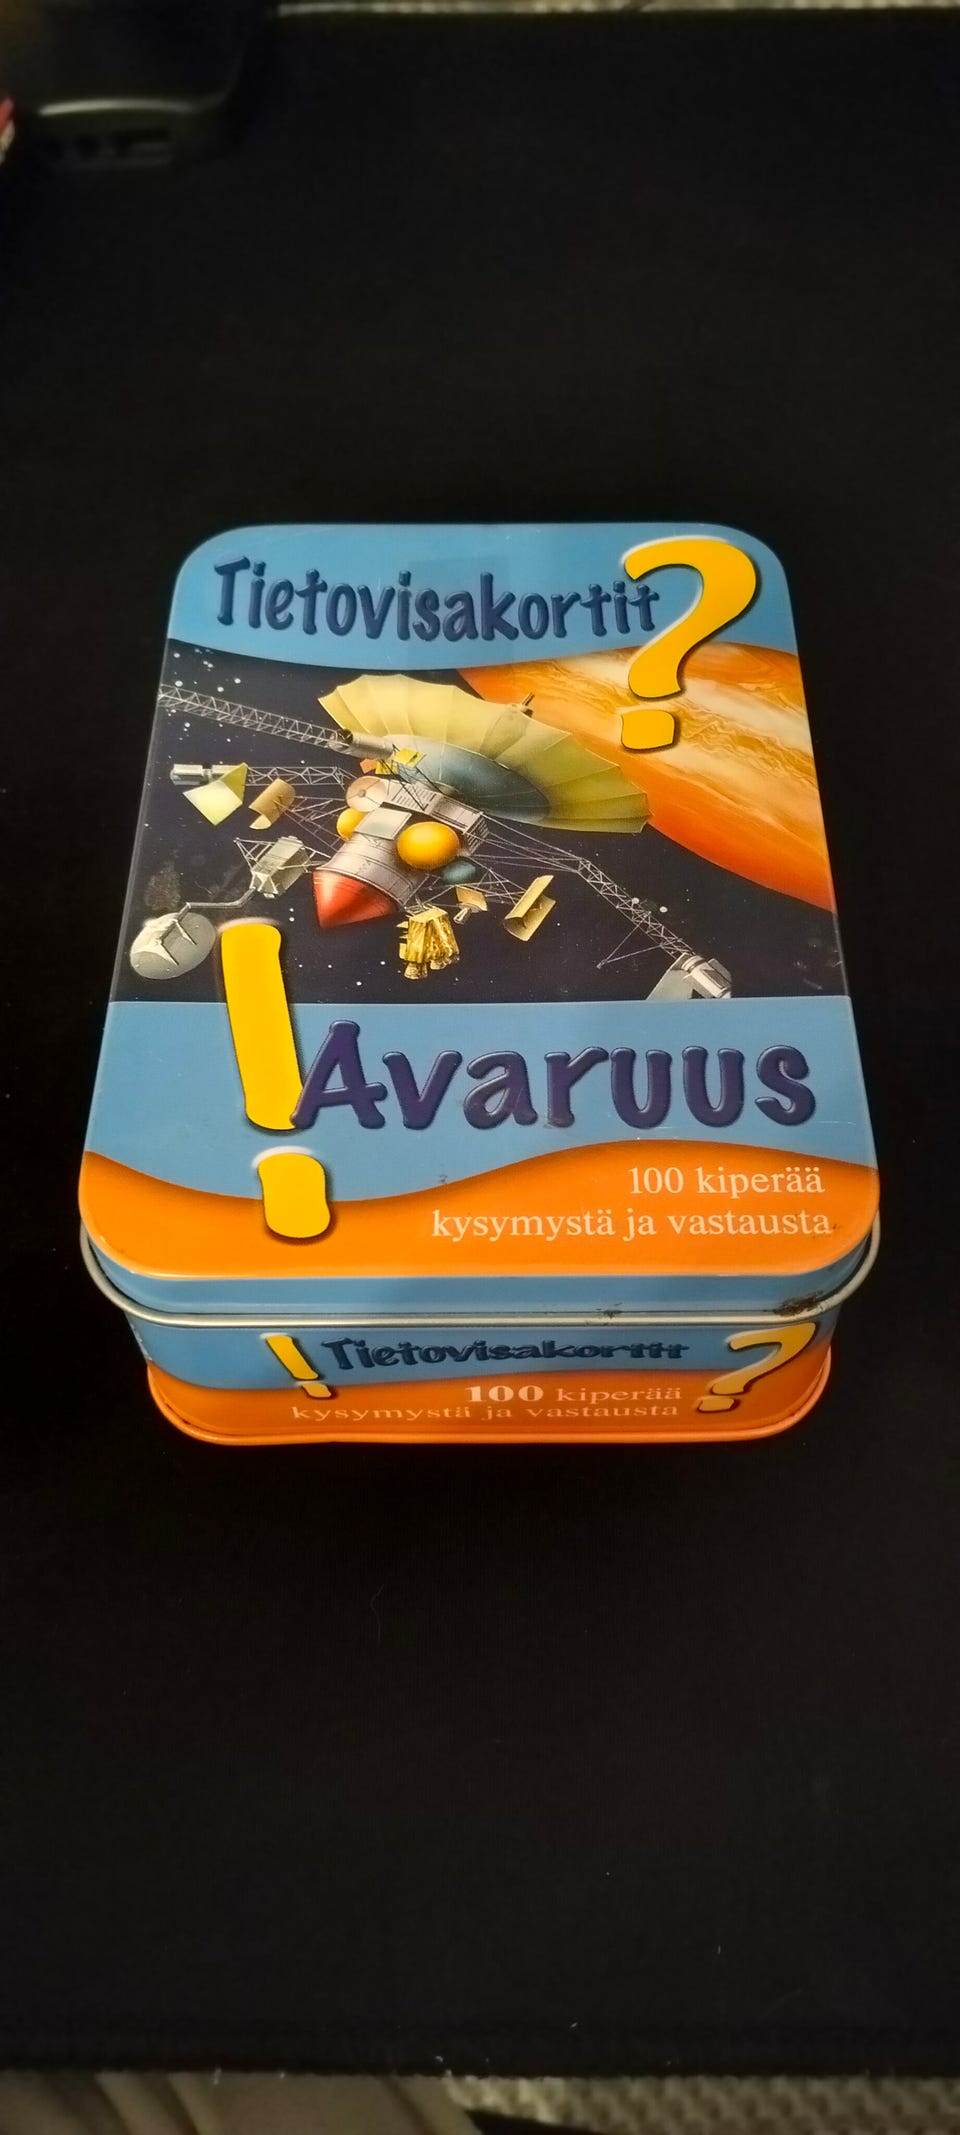 Tietovisakortit?
!Avaruus
100 kiperää
kysymystä ja vastausta
! Tietovisakortit ?
100 kiperää
kysymystä ja vastausta